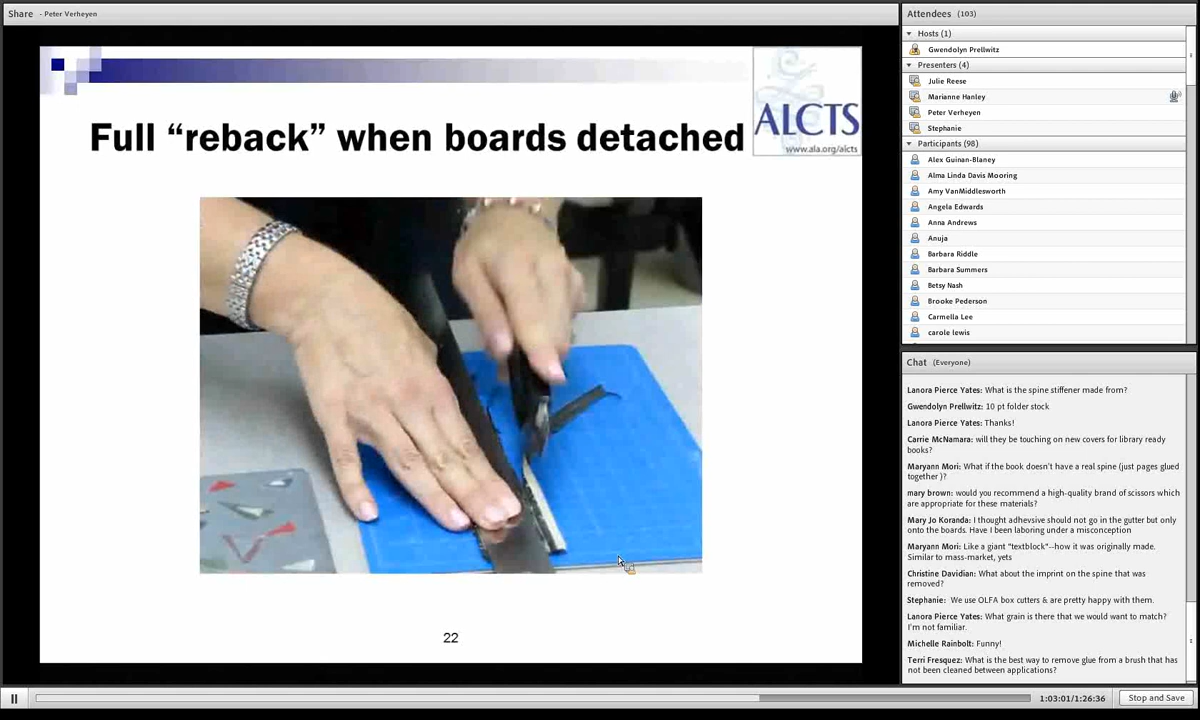 Share - Peter Verheyen
Full “reback” when boards detached
ALCTS
www.ala.org/alcts
22
Attendees (103)
Hosts (1)
Gwendolyn Prellwitz
Presenters (4)
Julie Reese
Marianne Hanley
Peter Verheyen
Stephanie
Participants (98)
Alex Guinan-Blaney
Alma Linda Davis Mooring
Amy VanMiddlesworth
Angela Edwards
Anna Andrews
Anuja
Barbara Riddle
Barbara Summers
Betsy Nash
Brooke Pederson
Carmella Lee
carole lewis
Chat (Everyone)
Lanora Pierce Yates: What is the spine stiffener made from?
Gwendolyn Prellwitz: 10 pt folder stock
Lanora Pierce Yates: Thanks!
Carrie McNamara: will they be touching on new covers for library ready
books?
Maryann Mori: What if the book doesn't have a real spine (just pages glued
together )?
mary brown: would you recommend a high-quality brand of scissors which
are appropriate for these materials?
Mary Jo Koranda: I thought adhevsive should not go in the gutter but only
onto the boards. Have I been laboring under a misconception
Maryann Mori: Like a giant "textblock"--how it was originally made.
Similar to mass-market, yets
Christine Davidian: What about the imprint on the spine that was
removed?
Stephanie: We use OLFA box cutters & are pretty happy with them.
Lanora Pierce Yates: What grain is there that we would want to match?
I'm not familiar.
Michelle Rainbolt: Funny!
Terri Fresquez: What is the best way to remove glue from a brush that has
not been cleaned between applications?
1:03:01/1:26:36
Stop and Save